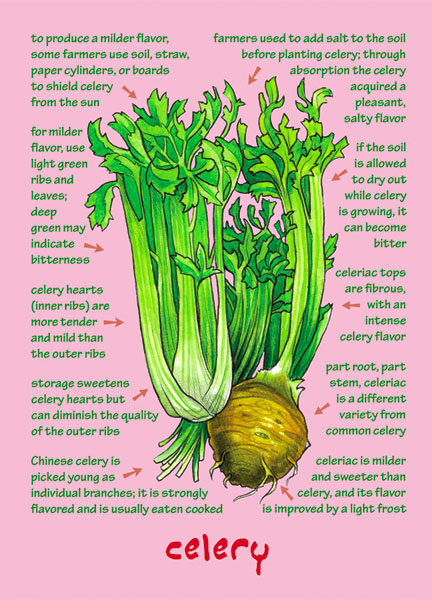 to produce a milder flavor,
some farmers use soil, straw,
paper cylinders, or boards
to shield celery
from the sun
farmers used to add salt to the soil
before planting celery; through
absorption the celery
acquired a
pleasant,
salty flavor
for milder
flavor, use
light green
ribs and
leaves;
deep
green may
indicate
bitterness
if the soil
is allowed
to dry out
while celery
is growing, it
can become
bitter
celery hearts
(inner ribs) are
more tender
and mild than
the outer ribs
celeriac tops
are fibrous,
with an
intense
celery flavor
storage sweetens
celery hearts but
can diminish the quality
of the outer ribs
part root, part
stem, celeriac
is a different
variety from
common celery
Chinese celery is
picked young as
individual branches; it is strongly
flavored and is usually eaten cooked
celeriac is milder
and sweeter than
celery, and its flavor
is improved by a light frost
celery